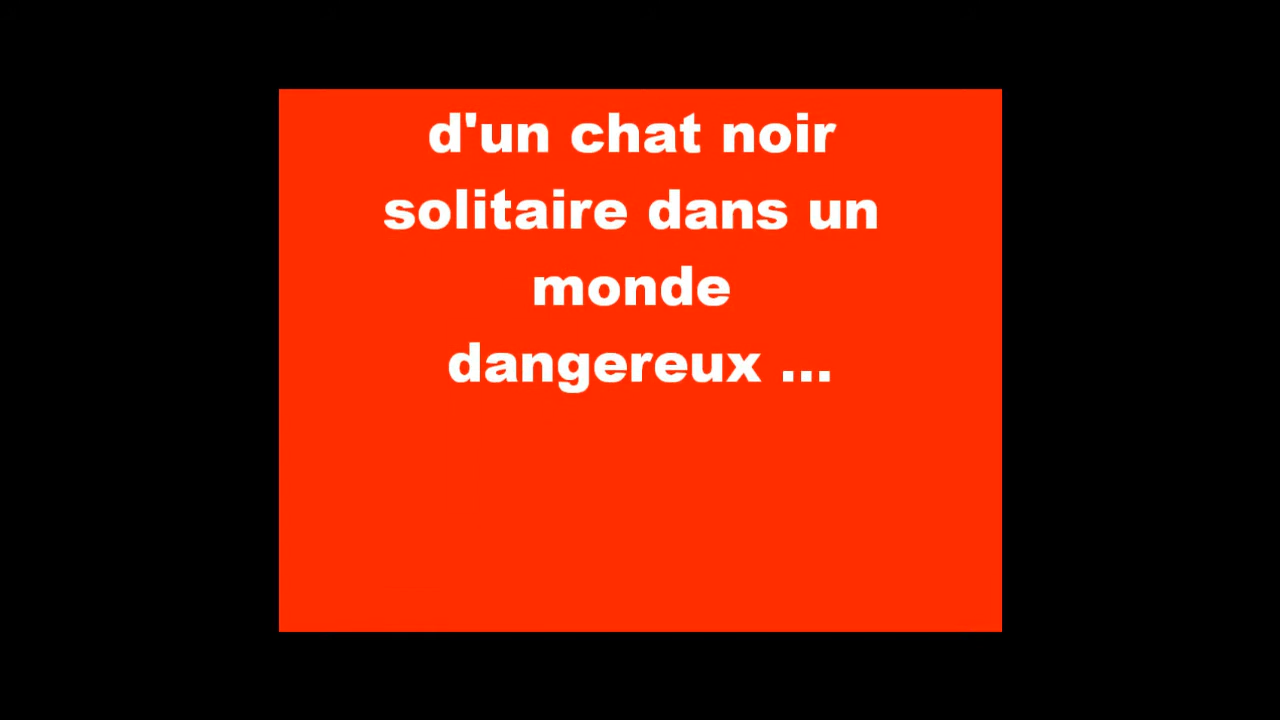 d'un chat noir
solitaire dans un
monde
dangereux ...